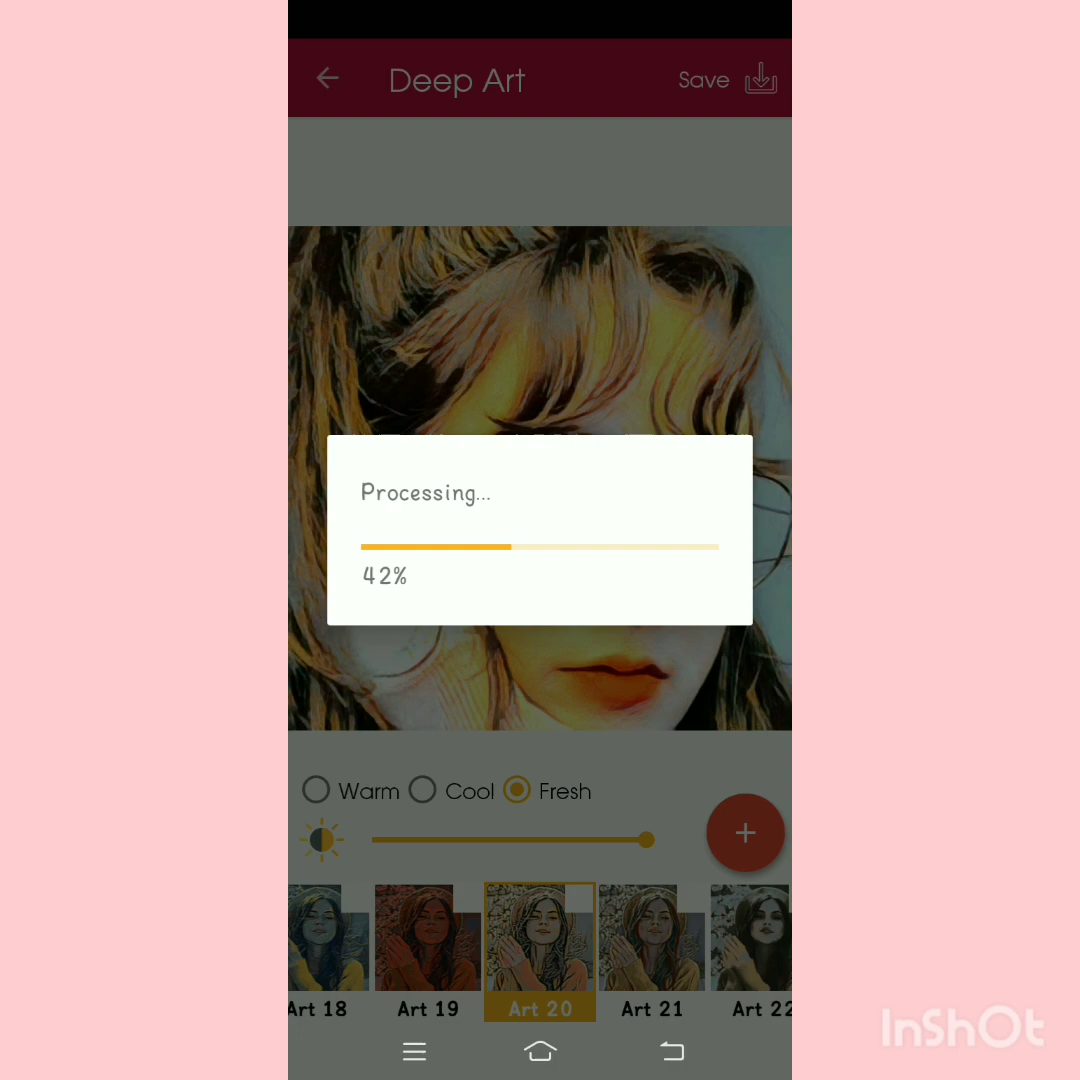 Deep Art
Save
Processing...
42%
Warm
Cool
Fresh
Art 18
Art 19
Art 20
Art 21
Art 22
InShOt